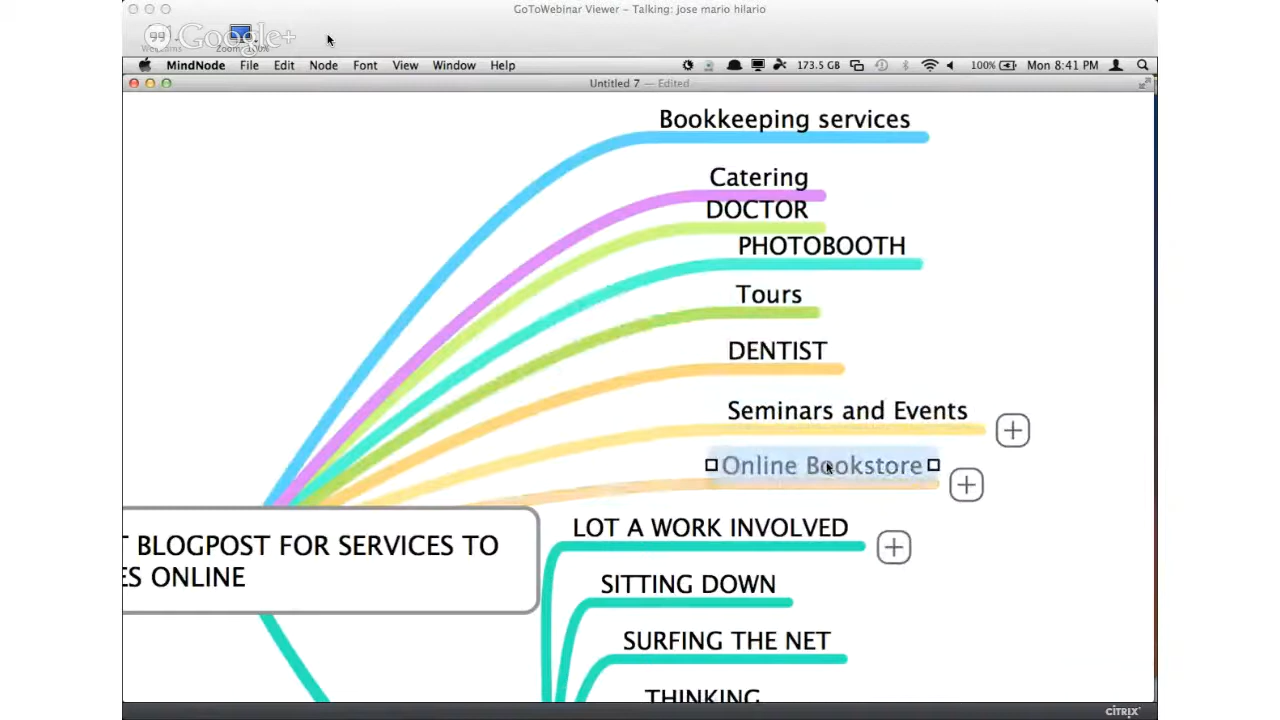 GoToWebinar Viewer – Talking: jose mario hilario
Google+
MindNode File Edit Node Font View Window Help 173.5 GB 100% Mon 8:41 PM
Untitled 7 — Edited
Bookkeeping services
Catering
DOCTOR
PHOTOBOOTH
Tours
DENTIST
Seminars and Events
Online Bookstore
BLOGPOST FOR SERVICES TO
ES ONLINE
LOT A WORK INVOLVED
SITTING DOWN
SURFING THE NET
THINKING
CITRIX